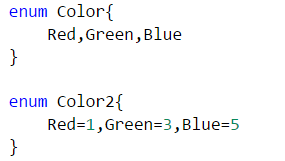 enum Color{
    Red,Green,Blue
}
enum Color2{
    Red=1,Green=3,Blue=5
}